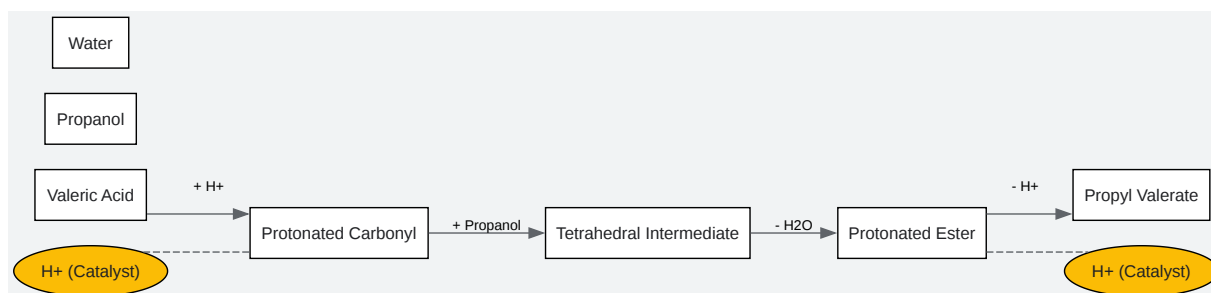 Water
Propanol
Valeric Acid
+ H+
- H+
Propyl Valerate
Protonated Carbonyl
+ Propanol
Tetrahedral Intermediate
- H2O
Protonated Ester
H+ (Catalyst)
H+ (Catalyst)